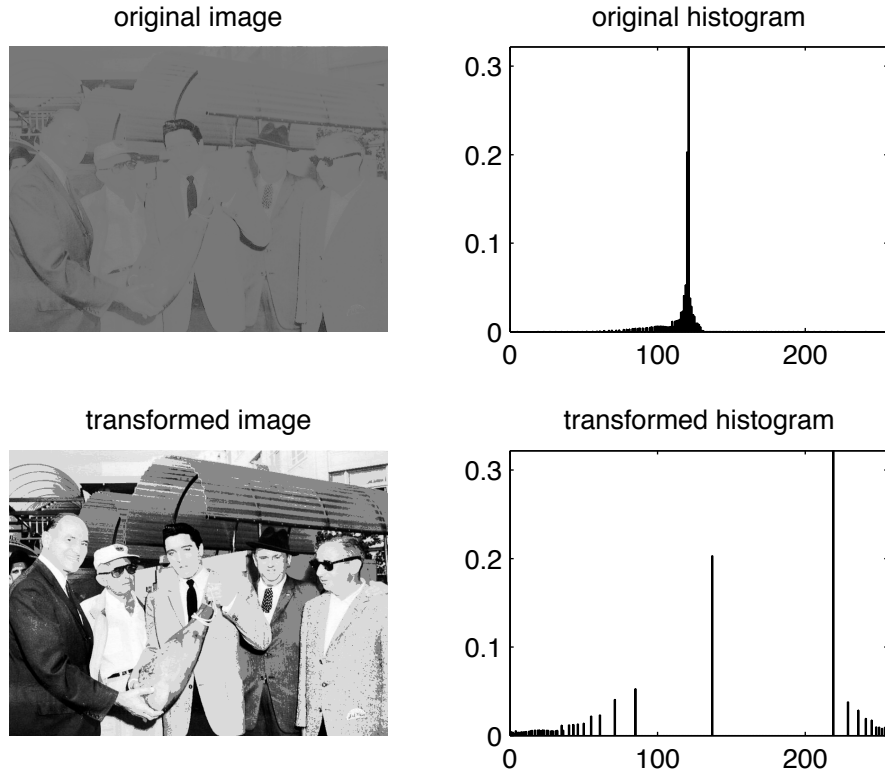 original image
original histogram
0.3
0.2
0.1
0
0 100 200
transformed image
transformed histogram
0.3
0.2
0.1
0
0 100 200